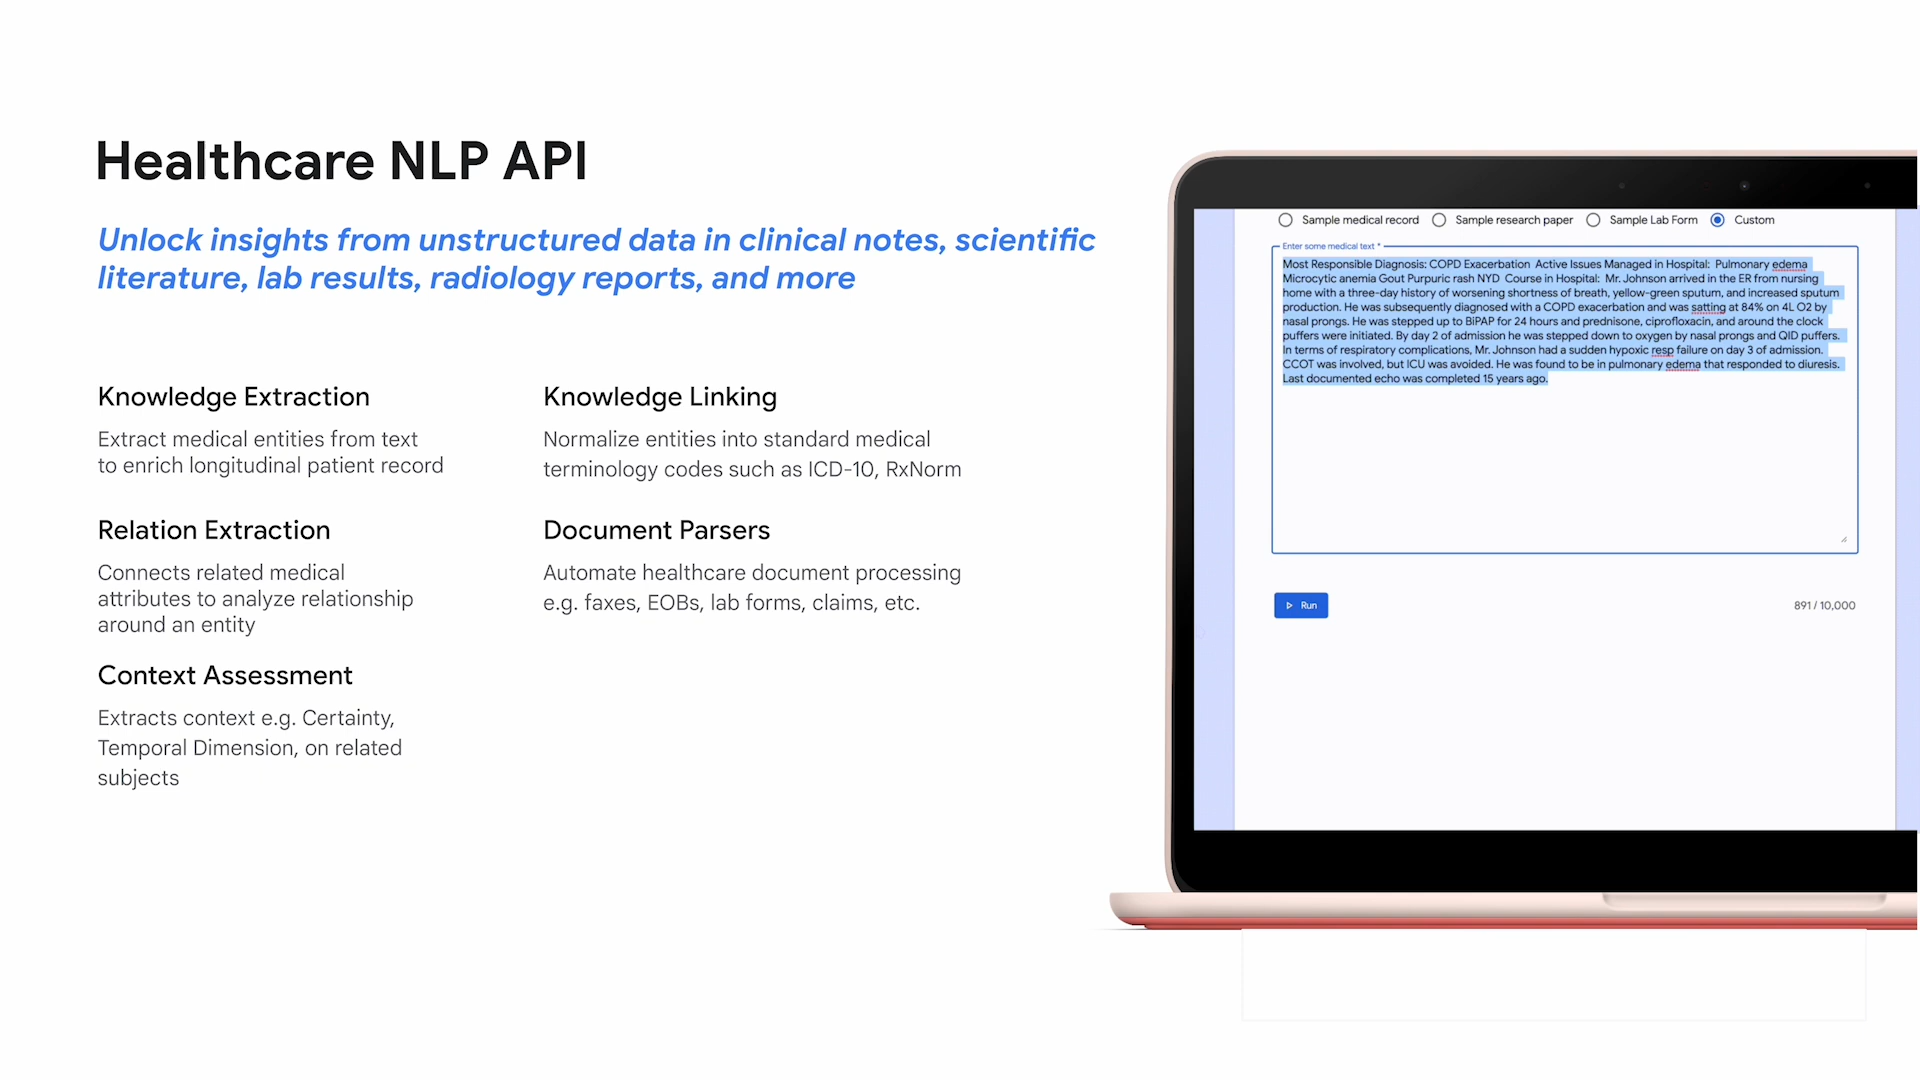 Healthcare NLP API
Unlock insights from unstructured data in clinical notes, scientific
literature, lab results, radiology reports, and more
Knowledge Extraction
Extract medical entities from text
to enrich longitudinal patient record
Relation Extraction
Connects related medical
attributes to analyze relationship
around an entity
Context Assessment
Extracts context e.g. Certainty,
Temporal Dimension, on related
subjects
Knowledge Linking
Normalize entities into standard medical
terminology codes such as ICD-10, RxNorm
Document Parsers
Automate healthcare document processing
e.g. faxes, EOBs, lab forms, claims, etc.
Sample medical record Sample research paper Sample Lab Form Custom
Enter some medical text *
Most Responsible Diagnosis: COPD Exacerbation Active Issues Managed in Hospital: Pulmonary edema
Microcytic anemia Gout Purpuric rash NYD Course in Hospital: Mr. Johnson arrived in the ER from nursing
home with a three-day history of worsening shortness of breath, yellow-green sputum, and increased sputum
production. He was subsequently diagnosed with a COPD exacerbation and was satting at 84% on 4L O2 by
nasal prongs. He was stepped up to BiPAP for 24 hours and prednisone, ciprofloxacin, and around the clock
puffers were initiated. By day 2 of admission he was stepped down to oxygen by nasal prongs and QID puffers.
In terms of respiratory complications, Mr. Johnson had a sudden hypoxic resp failure on day 3 of admission.
CCOT was involved, but ICU was avoided. He was found to be in pulmonary edema that responded to diuresis.
Last documented echo was completed 15 years ago.
Run
891 / 10,000